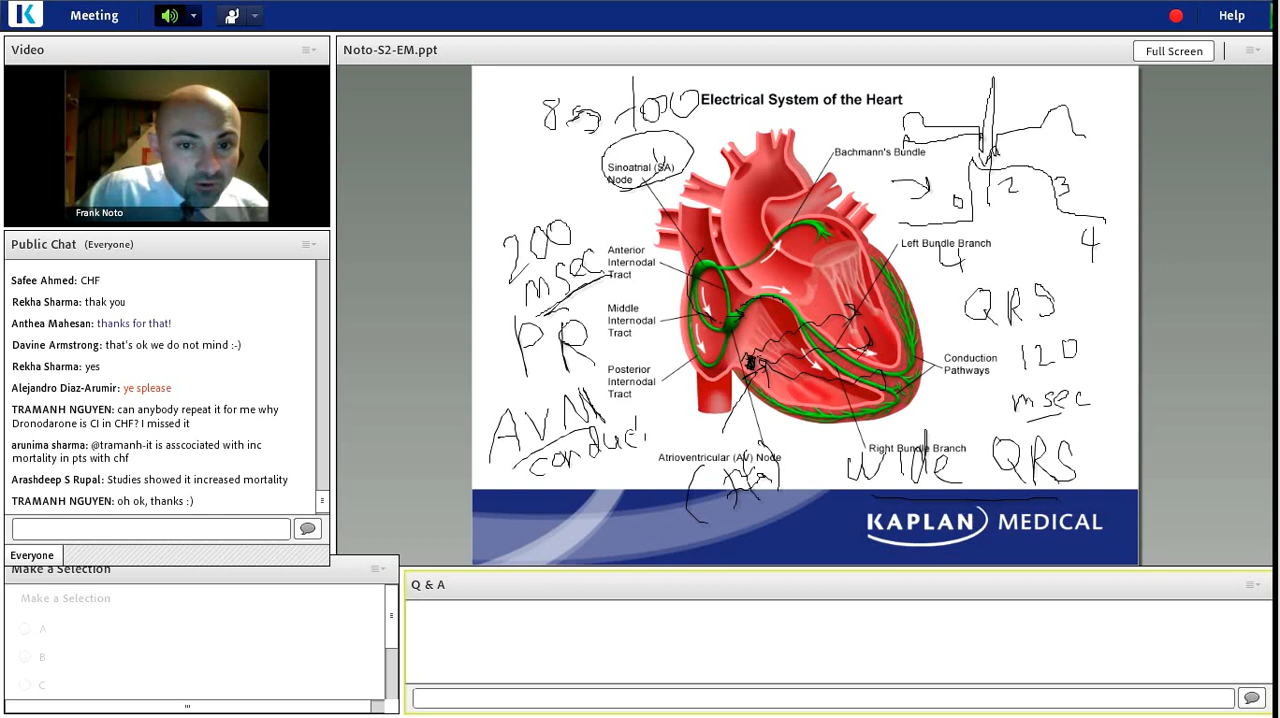 Meeting
Help
Video
Frank Noto
Public Chat (Everyone)
Safee Ahmed: CHF
Rekha Sharma: thak you
Anthea Mahesan: thanks for that!
Davine Armstrong: that's ok we do not mind :-)
Rekha Sharma: yes
Alejandro Diaz-Arumir: ye splease
TRAMANH NGUYEN: can anybody repeat it for me why
Dronodarone is CI in CHF? I missed it
arunima sharma: @tramanh-it is asscociated with inc
mortality in pts with chf
Arashdeep S Rupal: Studies showed it increased mortality
TRAMANH NGUYEN: oh ok, thanks :)
Everyone
Make a Selection
Make a Selection
A
B
C
Noto-S2-EM.ppt
Full Screen
Electrical System of the Heart
Sinoatrial (SA)
Node
Bachmann's Bundle
0
2
3
4
4
Left Bundle Branch
Anterior
Internodal
Tract
200
msec
PR
Middle
Internodal
Tract
QRS
120
msec
Conduction
Pathways
Posterior
Internodal
Tract
AVN
Atrioventricular (AV) Node
Right Bundle Branch
wide QRS
KAPLAN MEDICAL
Q & A